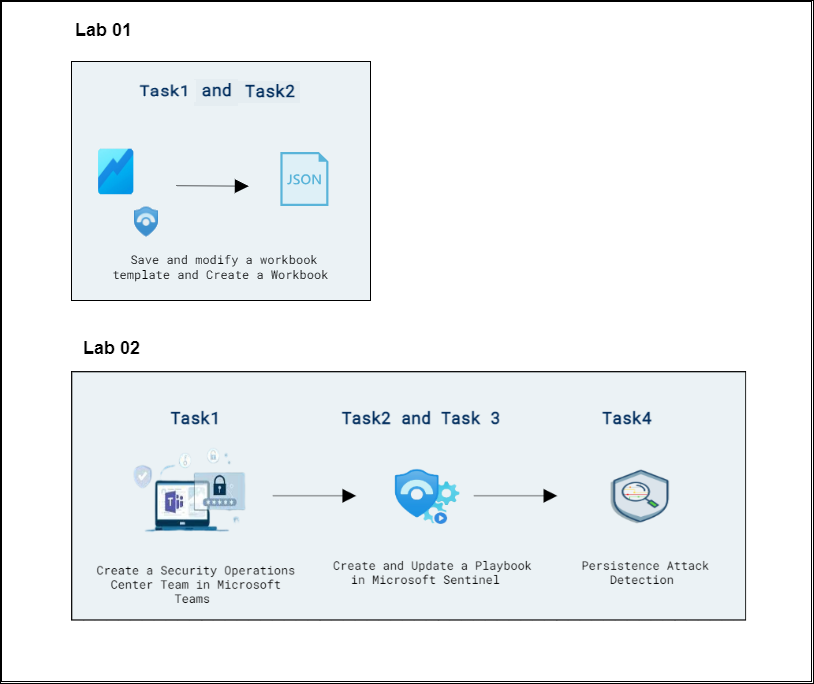 Lab 01
Task1 and Task2
JSON
Save and modify a workbook
template and Create a Workbook
Lab 02
Task1
Task2 and Task 3
Task4
Create a Security Operations
Center Team in Microsoft
Teams
Create and Update a Playbook
in Microsoft Sentinel
Persistence Attack
Detection